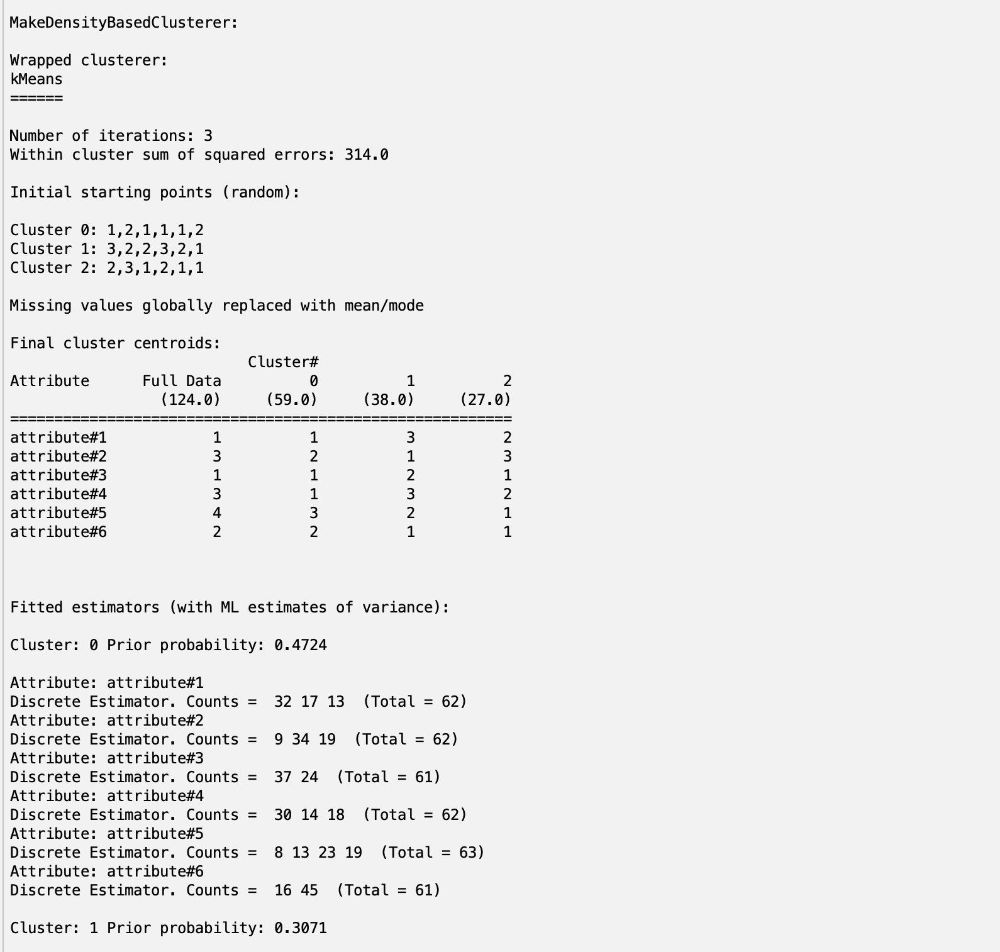 MakeDensityBasedClusterer:
Wrapped clusterer:
kMeans
======
Number of iterations: 3
Within cluster sum of squared errors: 314.0
Initial starting points (random):
Cluster 0: 1,2,1,1,1,2
Cluster 1: 3,2,2,3,2,1
Cluster 2: 2,3,1,2,1,1
Missing values globally replaced with mean/mode
Final cluster centroids:
Cluster#
Attribute Full Data 0 1 2
(124.0) (59.0) (38.0) (27.0)
=========================================================
attribute#1 1 1 3 2
attribute#2 3 2 1 3
attribute#3 1 1 2 1
attribute#4 3 1 3 2
attribute#5 4 3 2 1
attribute#6 2 2 1 1
Fitted estimators (with ML estimates of variance):
Cluster: 0 Prior probability: 0.4724
Attribute: attribute#1
Discrete Estimator. Counts = 32 17 13 (Total = 62)
Attribute: attribute#2
Discrete Estimator. Counts = 9 34 19 (Total = 62)
Attribute: attribute#3
Discrete Estimator. Counts = 37 24 (Total = 61)
Attribute: attribute#4
Discrete Estimator. Counts = 30 14 18 (Total = 62)
Attribute: attribute#5
Discrete Estimator. Counts = 8 13 23 19 (Total = 63)
Attribute: attribute#6
Discrete Estimator. Counts = 16 45 (Total = 61)
Cluster: 1 Prior probability: 0.3071